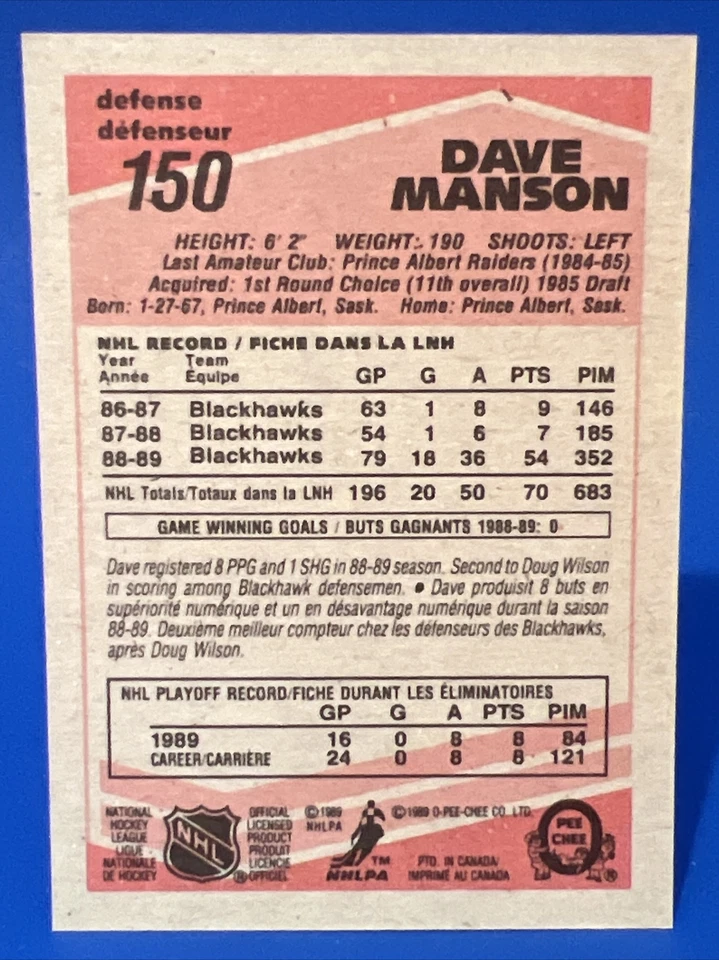 defense
défenseur
150
DAVE
MANSON
HEIGHT: 6' 2" WEIGHT: 190 SHOOTS: LEFT
Last Amateur Club: Prince Albert Raiders (1984-85)
Acquired: 1st Round Choice (11th overall) 1985 Draft
Born: 1-27-67, Prince Albert, Sask. Home: Prince Albert, Sask.
NHL RECORD / FICHE DANS LA LNH
Year Team
Année Équipe GP G A PTS PIM
86-87 Blackhawks 63 1 8 9 146
87-88 Blackhawks 54 1 6 7 185
88-89 Blackhawks 79 18 36 54 352
NHL Totals/Totaux dans la LNH 196 20 50 70 683
GAME WINNING GOALS / BUTS GAGNANTS 1988-89: 0
Dave registered 8 PPG and 1 SHG in 88-89 season. Second to Doug Wilson
in scoring among Blackhawk defensemen. ● Dave produisit 8 buts en
supériorité numérique et un en désavantage numérique durant la saison
88-89. Deuxième meilleur compteur chez les défenseurs des Blackhawks,
après Doug Wilson.
NHL PLAYOFF RECORD/FICHE DURANT LES ÉLIMINATOIRES
GP G A PTS PIM
1989 16 0 8 8 84
CAREER/CARRIÈRE 24 0 8 8 121
NATIONAL
HOCKEY
LEAGUE
LIGUE
NATIONALE
DE HOCKEY
NHL
OFFICIAL
LICENSED
PRODUCT
PRODUIT
LICENCIÉ
® OFFICIEL
©1989
NHLPA
TM
NHLPA
©1989 O-PEE-CHEE CO. LTD.
PTD. IN CANADA
IMPRIMÉ AU CANADA
O
PEE
CHEE
®